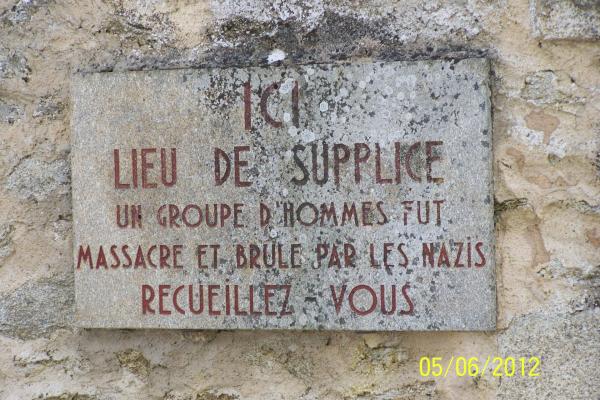 ICI
LIEU DE SUPPLICE
UN GROUPE D'HOMMES FUT
MASSACRE ET BRULE PAR LES NAZIS
RECUEILLEZ - VOUS
05/06/2012